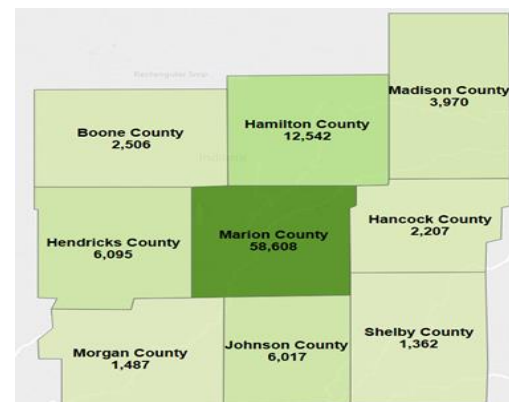 Madison County
3,970
Hamilton County
12,542
Boone County
2,506
Hancock County
2,207
Marion County
58,608
Hendricks County
6,095
Shelby County
1,362
Johnson County
6,017
Morgan County
1,487